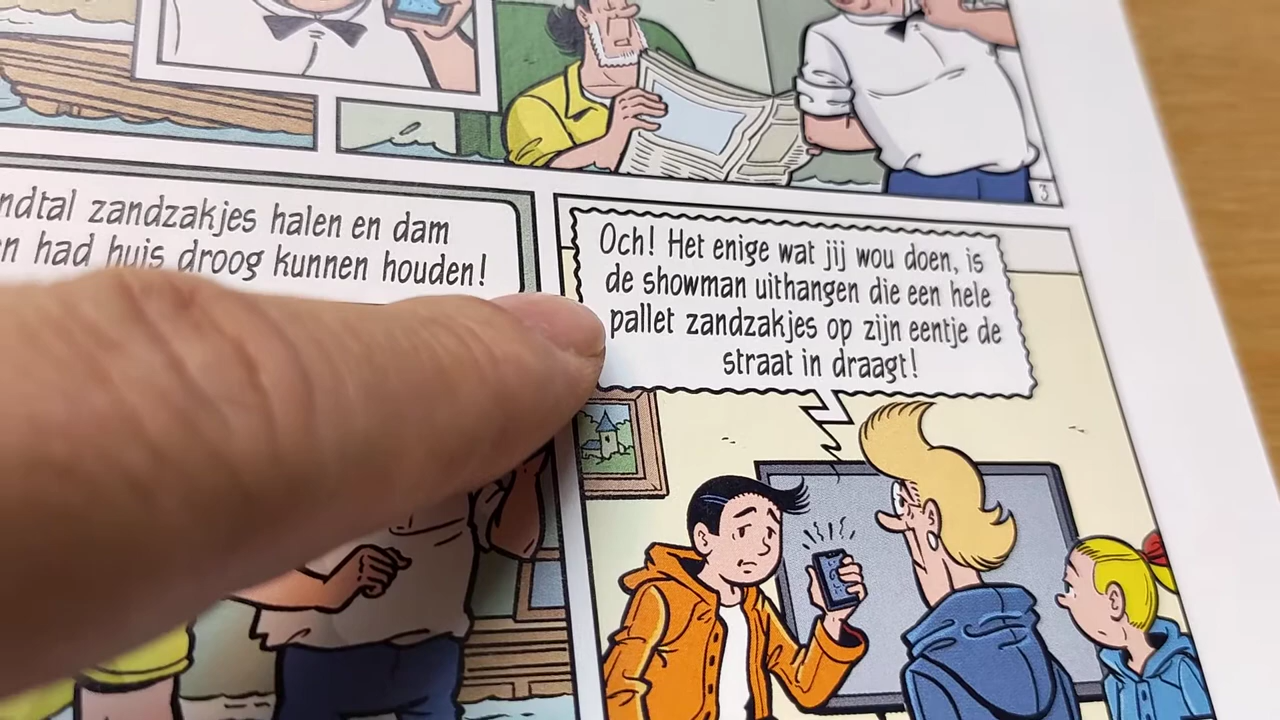 3
ndtal zandzakjes halen en dam
n had huis droog kunnen houden!
Och! Het enige wat jij wou doen, is
de showman uithangen die een hele
pallet zandzakjes op zijn eentje de
straat in draagt!